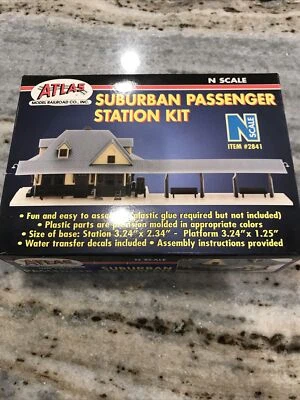 N SCALE
ATLAS
MODEL RAILROAD CO., INC.
SUBURBAN PASSENGER
STATION KIT
N SCALE
ITEM #2841
• Fun and easy to assemble (plastic glue required but not included)
• Plastic parts are precision molded in appropriate colors
• Size of base: Station 3.24"x 2.34" - Platform 3.24"x 1.25"
• Water transfer decals included • Assembly instructions provided
N SCALE
SUBURBAN